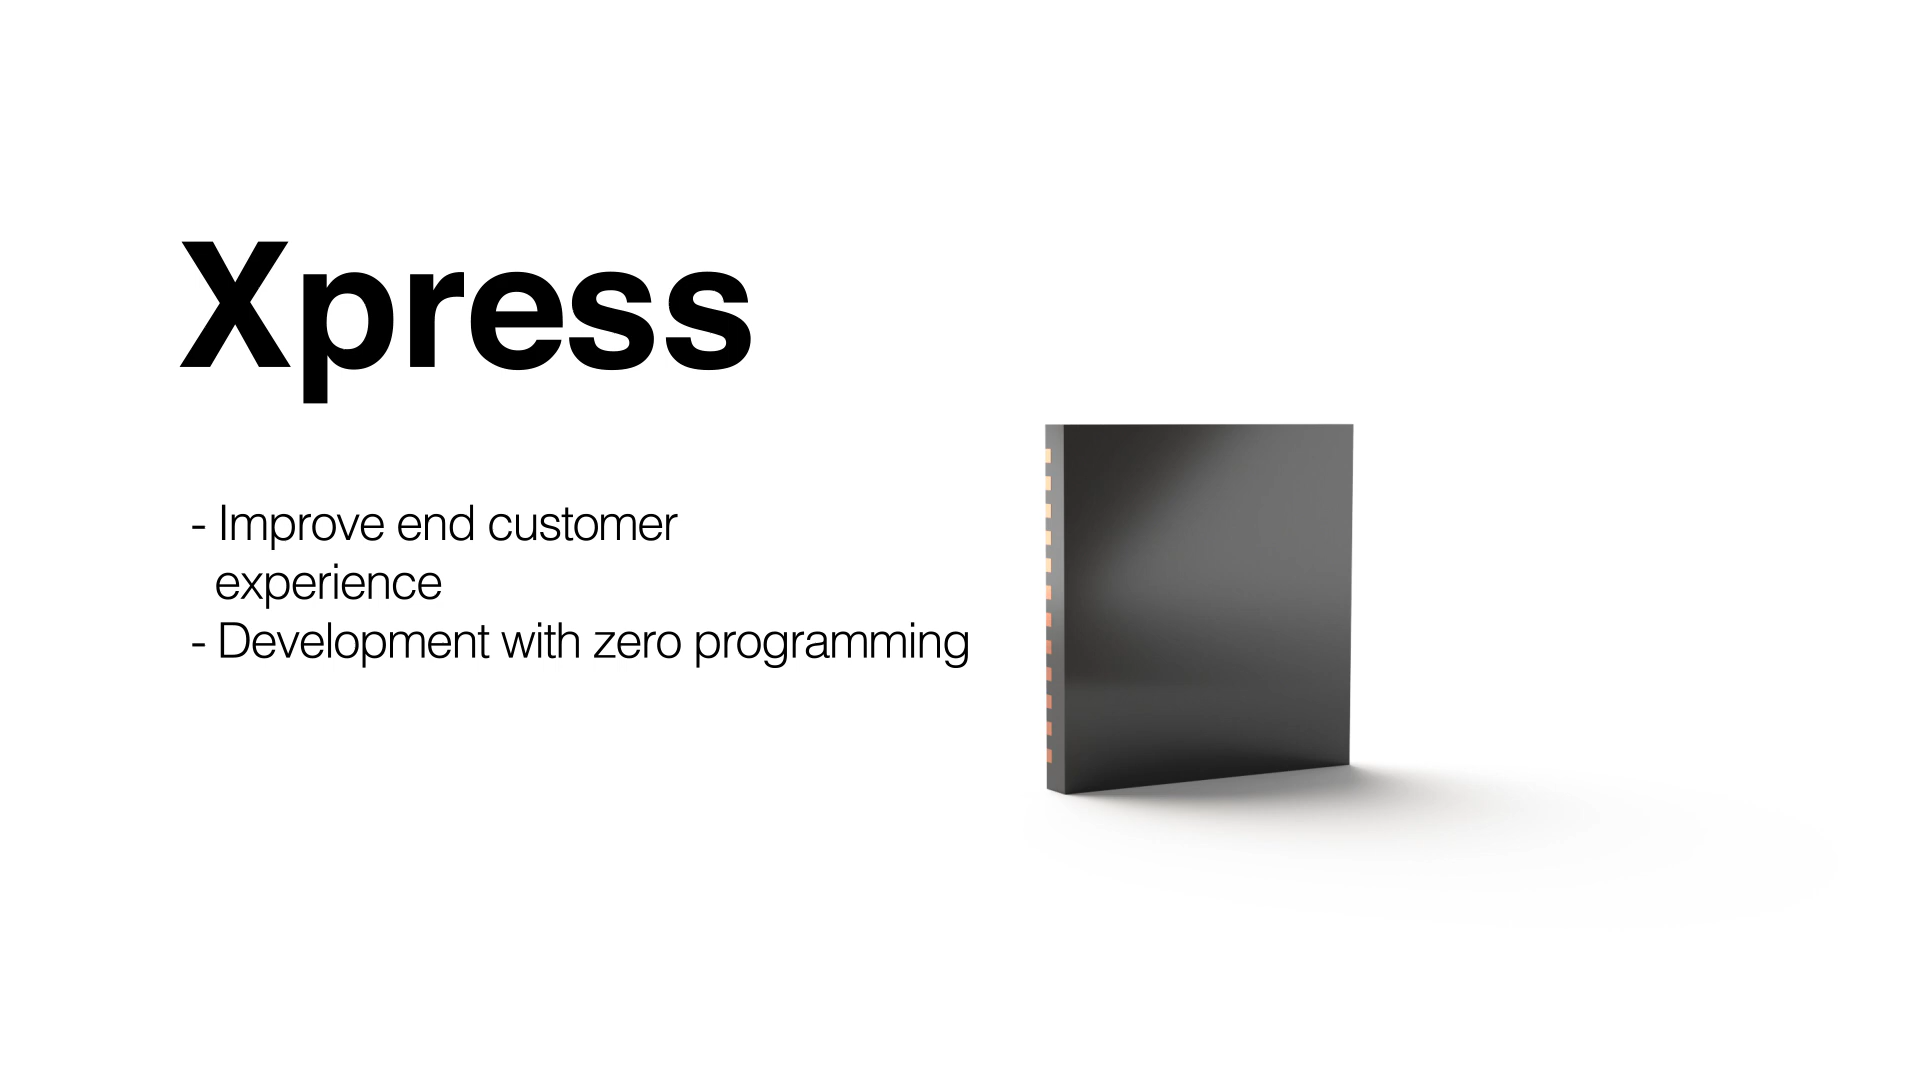 Xpress
- Improve end customer
experience
- Development with zero programming